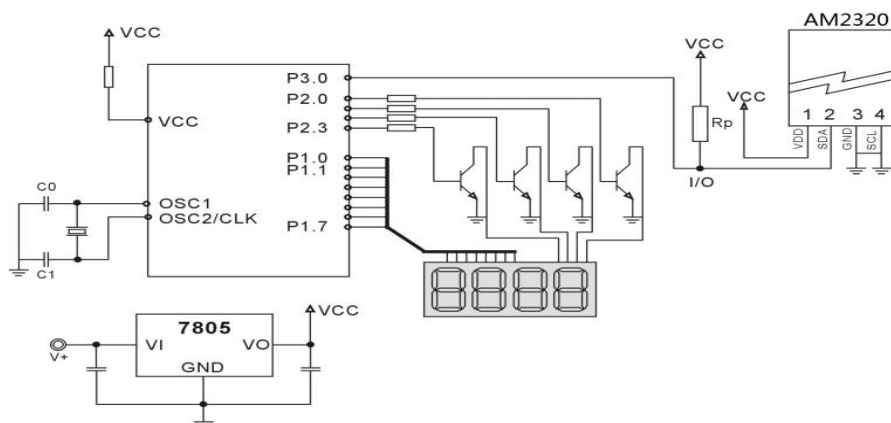 AM2320
VCC
VCC
P3.0
P2.0
VCC
Rp
1 2 3 4
VCC
P2.3
VDD
SDA
GND
SCL
P1.0
P1.1
I/O
C0
OSC1
OSC2/CLK
P1.7
C1
7805
VCC
V+
VI
VO
GND